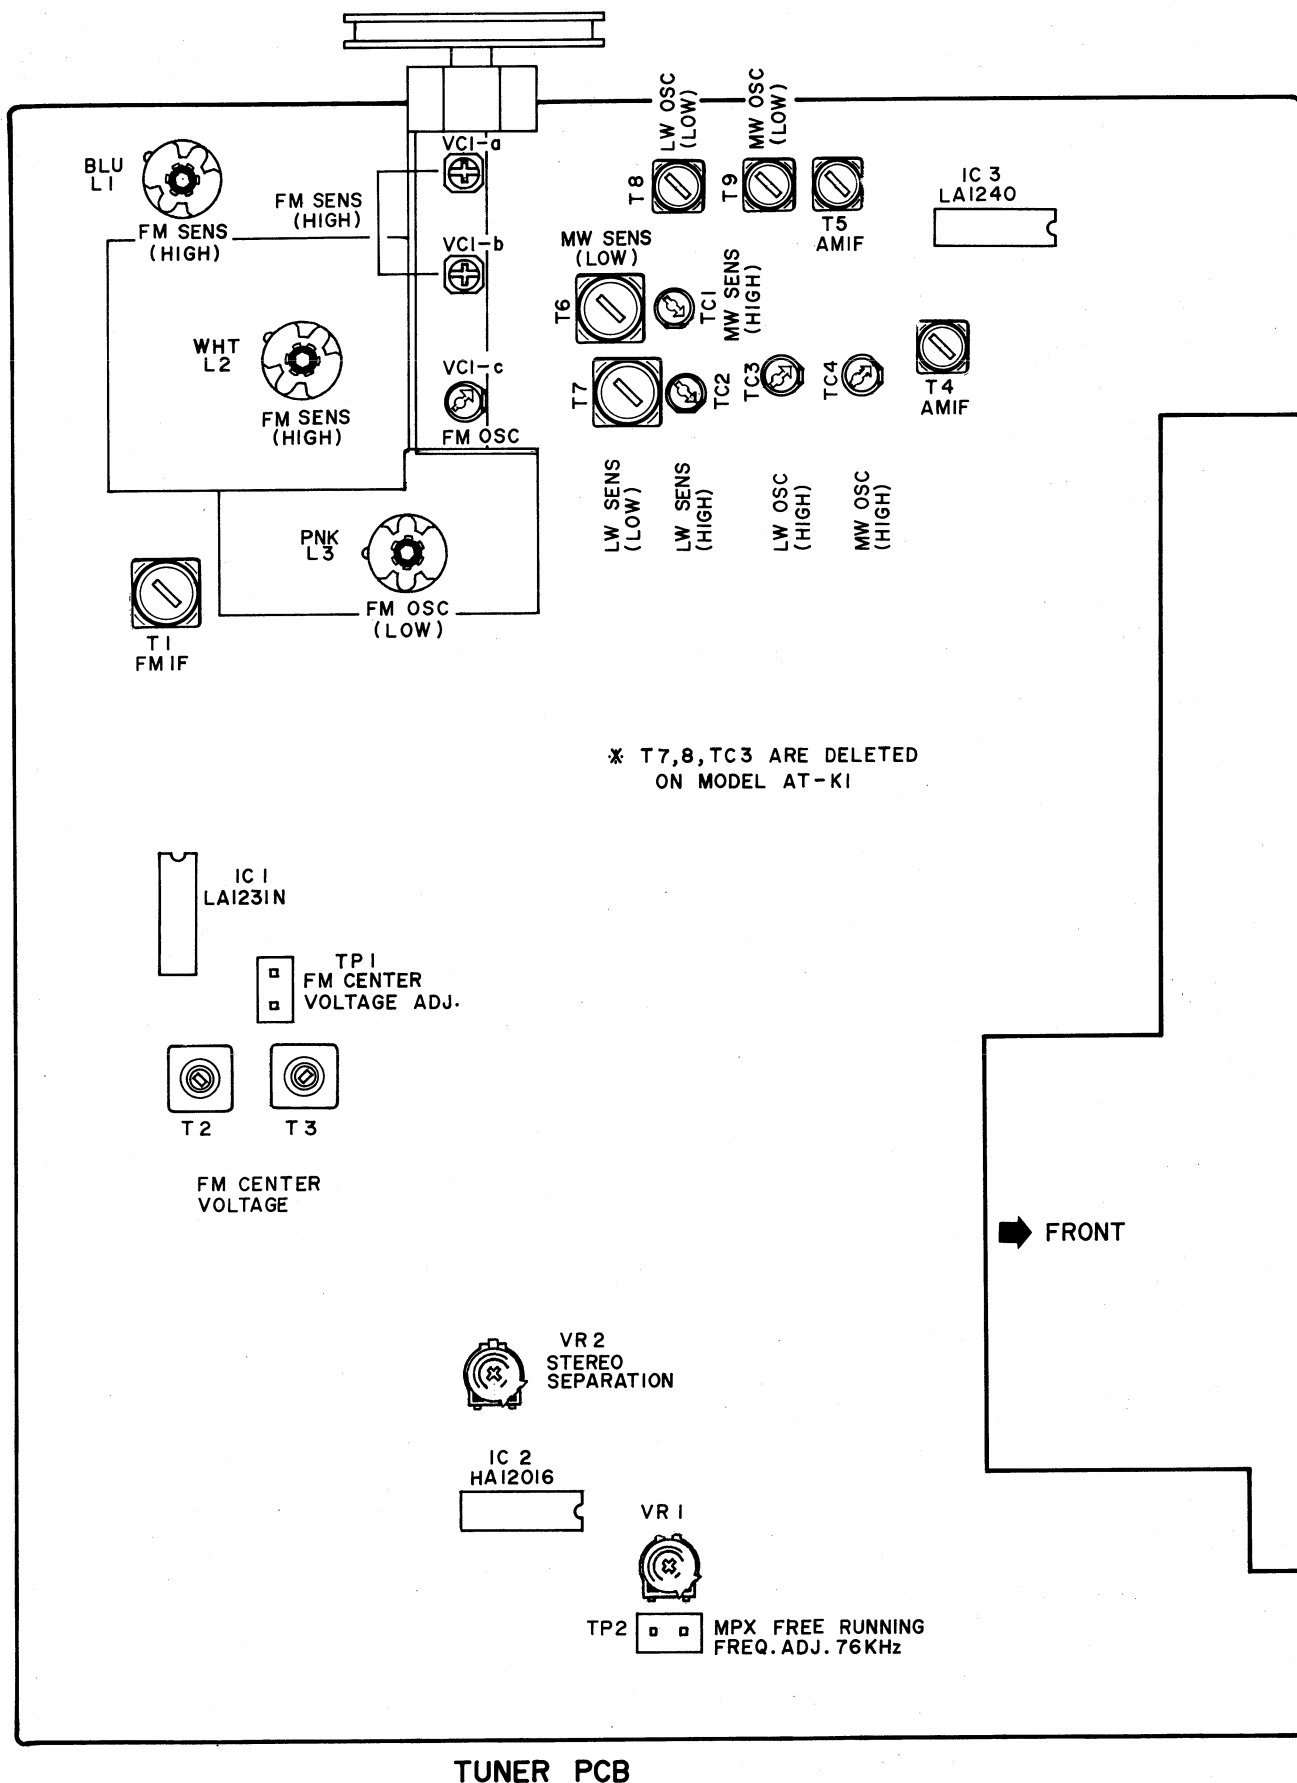 LW OSC
(LOW)
MW OSC
(LOW)
VC1-a
BLU
L1
FM SENS
(HIGH)
FM SENS
(HIGH)
T8
T9
T5
AMIF
IC 3
LA1240
VC1-b
MW SENS
(LOW)
T6
TC1
MW SENS
(HIGH)
WHT
L2
FM SENS
(HIGH)
VC1-c
FM OSC
T7
TC2
TC3
TC4
T4
AMIF
LW SENS
(LOW)
LW SENS
(HIGH)
LW OSC
(HIGH)
MW OSC
(HIGH)
PNK
L3
FM OSC
(LOW)
T1
FM IF
※ T7,8,TC3 ARE DELETED
ON MODEL AT-K1
IC 1
LA1231N
TP1
FM CENTER
VOLTAGE ADJ.
T2
T3
FM CENTER
VOLTAGE
FRONT
VR2
STEREO
SEPARATION
IC 2
HA12016
VR1
TP2
MPX FREE RUNNING
FREQ. ADJ. 76KHz
TUNER PCB